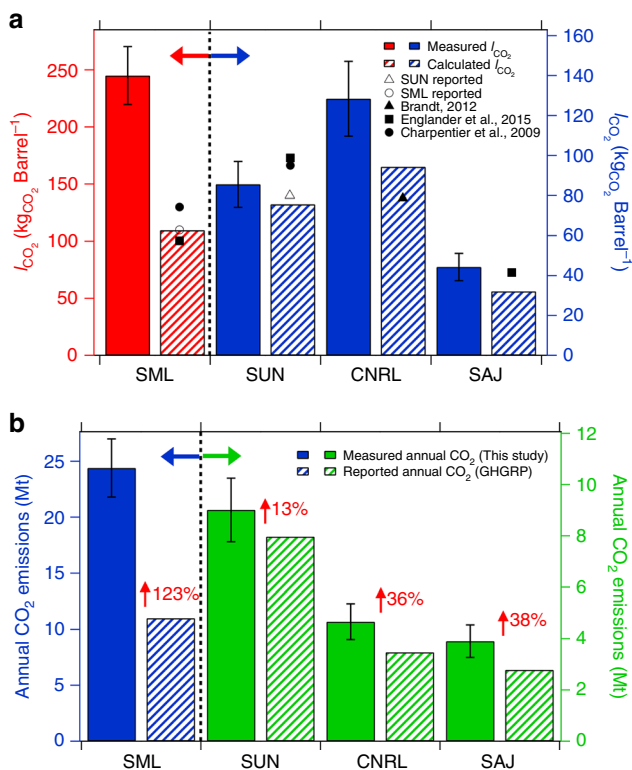 a
250
200
150
100
50
0
I_CO₂ (kg_CO₂ Barrel⁻¹)
Measured I_CO₂
Calculated I_CO₂
SUN reported
SML reported
Brandt, 2012
Englander et al., 2015
Charpentier et al., 2009
160
140
120
100
80
60
40
20
0
I_CO₂ (kg_CO₂ Barrel⁻¹)
SML SUN CNRL SAJ
b
25
20
15
10
5
0
Annual CO₂ emissions (Mt)
Measured annual CO₂ (This study)
Reported annual CO₂ (GHGRP)
123%
13%
36%
38%
12
10
8
6
4
2
0
Annual CO₂ emissions
(Mt)
SML SUN CNRL SAJ